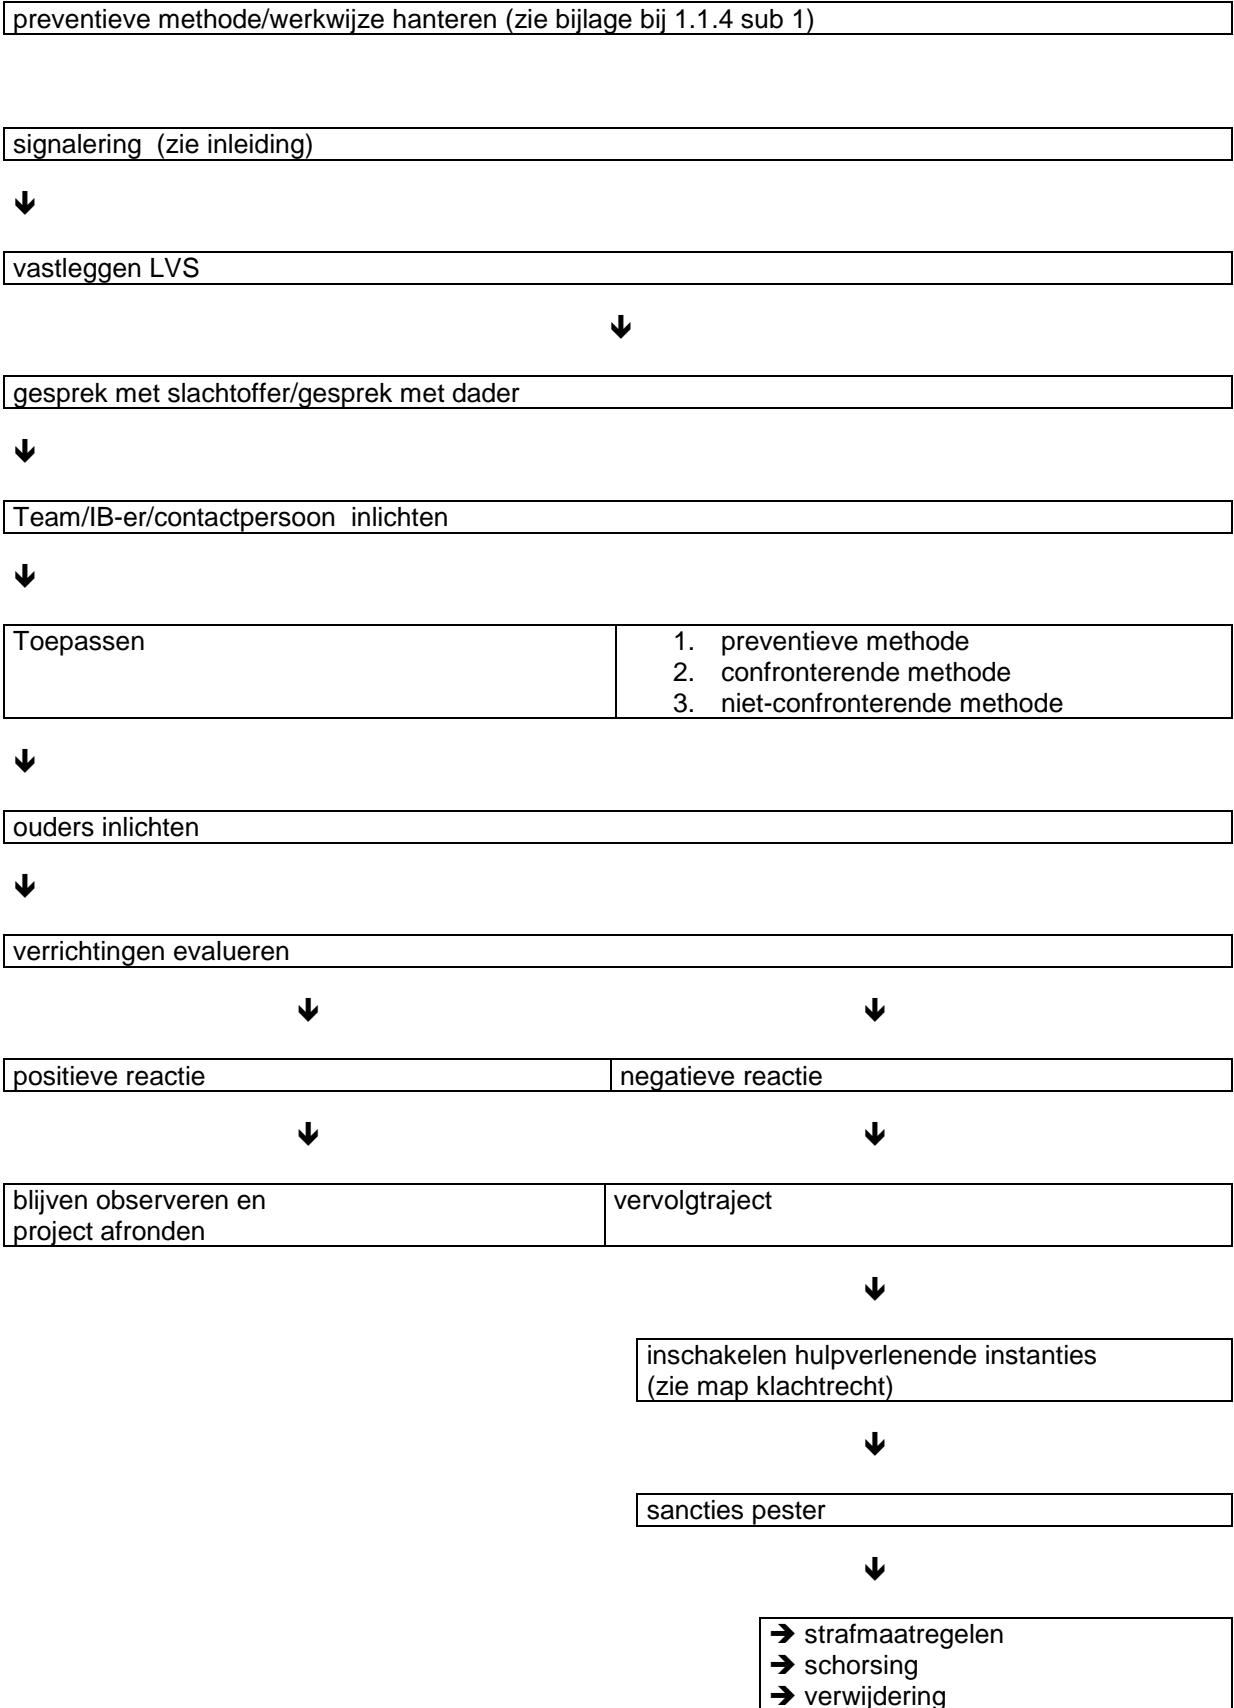 preventieve methode/werkwijze hanteren (zie bijlage bij 1.1.4 sub 1)
signalering  (zie inleiding)
🡻
vastleggen LVS
🡻
gesprek met slachtoffer/gesprek met dader
🡻
Team/IB-er/contactpersoon  inlichten
🡻
Toepassen
1. preventieve methode
2. confronterende methode
3. niet-confronterende methode
🡻
ouders inlichten
🡻
verrichtingen evalueren
🡻 🡻
positieve reactie
negatieve reactie
🡻 🡻
blijven observeren en
project afronden
vervolgtraject
🡻
inschakelen hulpverlenende instanties
(zie map klachtrecht)
🡻
sancties pester
🡻
➔ strafmaatregelen
➔ schorsing
➔ verwijdering